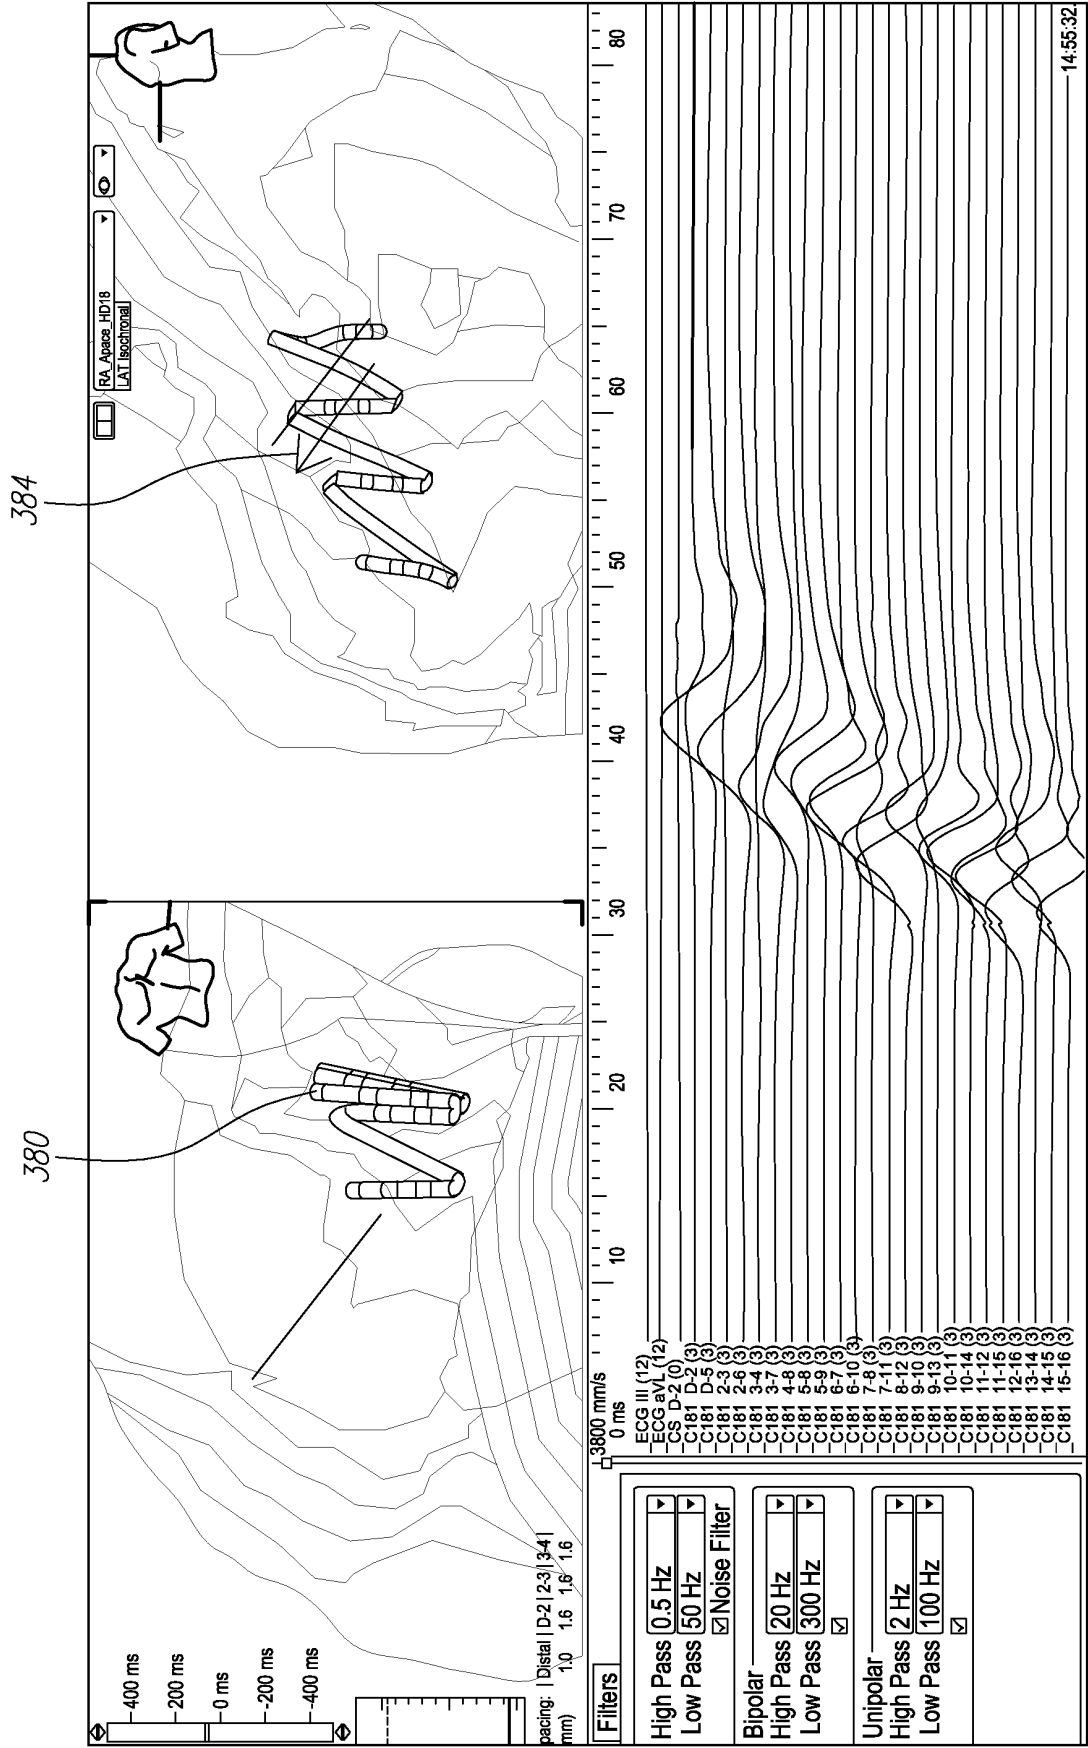 384
380
RA_Apace_HD18
LAT Isochronal
400 ms
200 ms
0 ms
-200 ms
-400 ms
pacing: | Distal | D-2 | 2-3 | 3-4 |
mm) 1.0 1.6 1.6 1.6 1.6
Filters
High Pass 0.5 Hz
Low Pass 50 Hz
Noise Filter
Bipolar
High Pass 20 Hz
Low Pass 300 Hz
Unipolar
High Pass 2 Hz
Low Pass 100 Hz
3800 mm/s
0 ms 10 20 30 40 50 60 70 80
ECG III (12)
ECG aVL (12)
CS D-2 (0)
C181 D-2 (3)
C181 D-5 (3)
C181 2-3 (3)
C181 2-6 (3)
C181 3-4 (3)
C181 3-7 (3)
C181 4-8 (3)
C181 5-8 (3)
C181 5-9 (3)
C181 6-7 (3)
C181 6-10 (3)
C181 7-8 (3)
C181 7-11 (3)
C181 8-12 (3)
C181 9-10 (3)
C181 9-13 (3)
C181 10-11 (3)
C181 10-14 (3)
C181 11-12 (3)
C181 11-15 (3)
C181 12-16 (3)
C181 13-14 (3)
C181 14-15 (3)
C181 15-16 (3)
14:55:32.